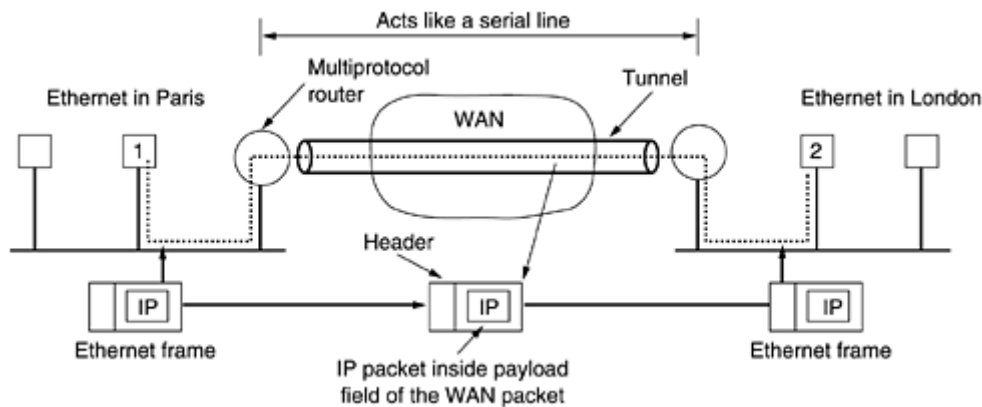 Acts like a serial line
Multiprotocol
router
Tunnel
Ethernet in Paris
WAN
Ethernet in London
1
2
Header
IP
IP
IP
Ethernet frame
IP packet inside payload
field of the WAN packet
Ethernet frame